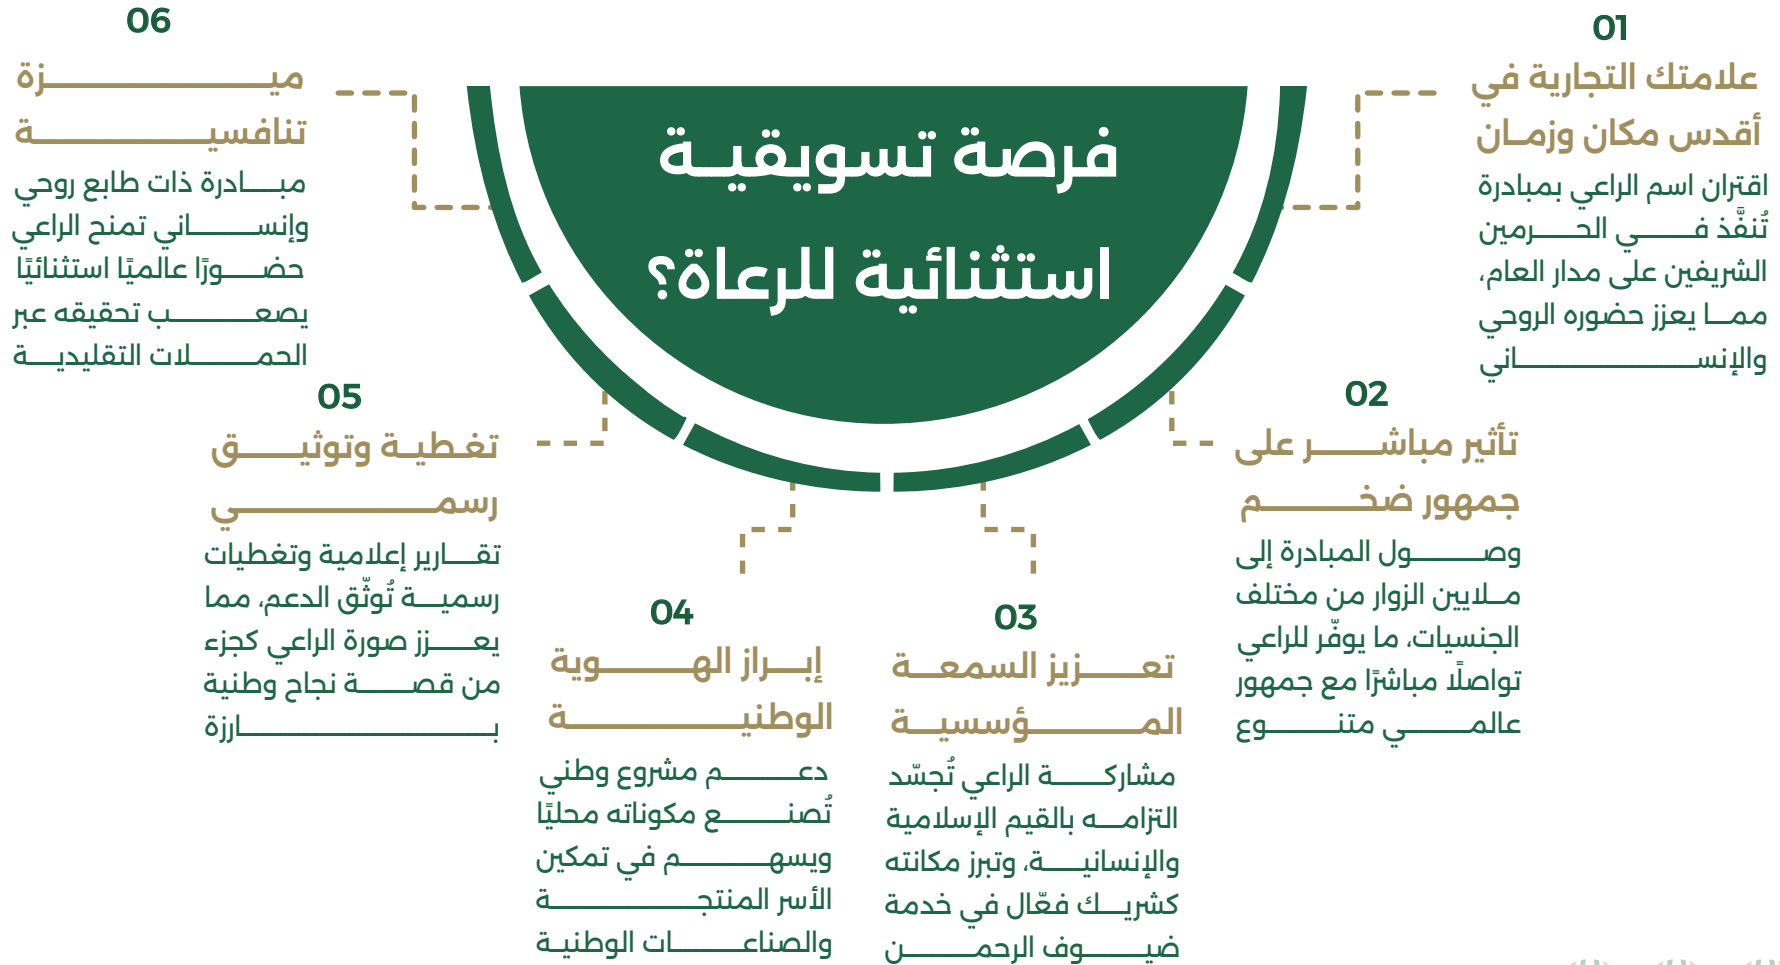 فرصة تسويقية
استثنائية للرعاة؟
01
علامتك التجارية في
أقدس مكان وزمان
اقتران اسم الراعي بمبادرة
تُنفَّذ في الحرمين
الشريفين على مدار العام،
مما يعزز حضوره الروحي
والإنساني
02
تأثير مباشر على
جمهور ضخم
وصول المبادرة إلى
ملايين الزوار من مختلف
الجنسيات، ما يوفّر للراعي
تواصلًا مباشرًا مع جمهور
عالمي متنوع
03
تعزيز السمعة
المؤسسية
مشاركة الراعي تُجسّد
التزامه بالقيم الإسلامية
والإنسانية، وتبرز مكانته
كشريك فعّال في خدمة
ضيوف الرحمن
04
إبراز الهوية
الوطنية
دعم مشروع وطني
تُصنع مكوناته محليًا
ويسهم في تمكين
الأسر المنتجة
والصناعات الوطنية
05
تغطية وتوثيق
رسمي
تقارير إعلامية وتغطيات
رسمية تُوثّق الدعم، مما
يعزز صورة الراعي كجزء
من قصة نجاح وطنية
بارزة
06
ميزة
تنافسية
مبادرة ذات طابع روحي
وإنساني تمنح الراعي
حضورًا عالميًا استثنائيًا
يصعب تحقيقه عبر
الحملات التقليدية